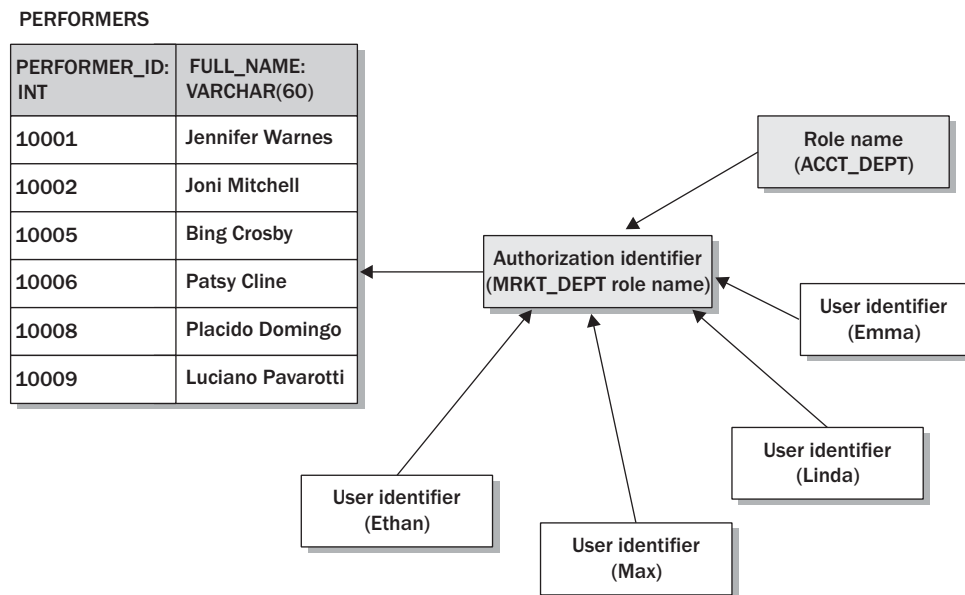 PERFORMERS
PERFORMER_ID:
INT
FULL_NAME:
VARCHAR(60)
10001
Jennifer Warnes
10002
Joni Mitchell
10005
Bing Crosby
10006
Patsy Cline
10008
Placido Domingo
10009
Luciano Pavarotti
Role name
(ACCT_DEPT)
Authorization identifier
(MRKT_DEPT role name)
User identifier
(Emma)
User identifier
(Linda)
User identifier
(Ethan)
User identifier
(Max)